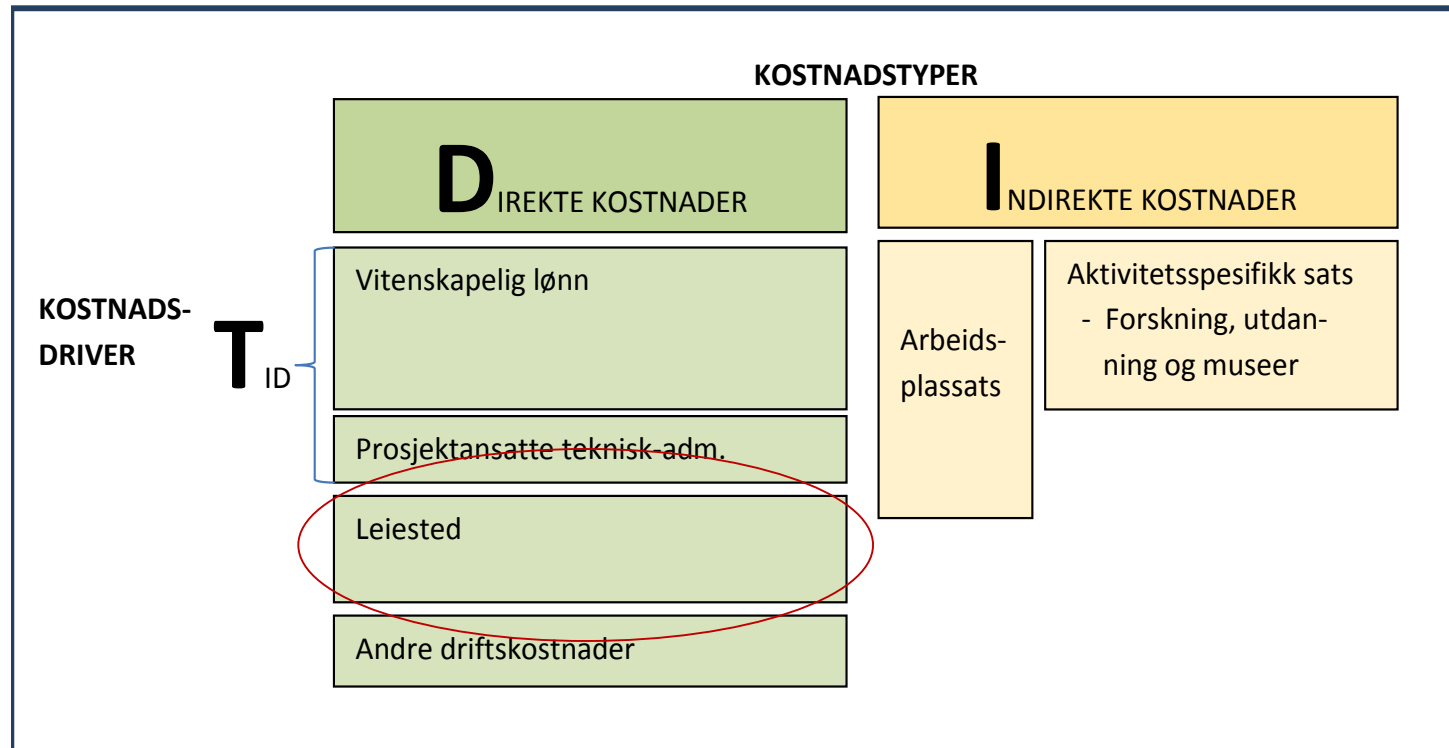 KOSTNADSTYPER
DIREKTE KOSTNADER
INDIREKTE KOSTNADER
KOSTNADS-
DRIVER
TID
Vitenskapelig lønn
Prosjektansatte teknisk-adm.
Leiested
Andre driftskostnader
Arbeids-
plassats
Aktivitetsspesifikk sats
- Forskning, utdan-
ning og museer